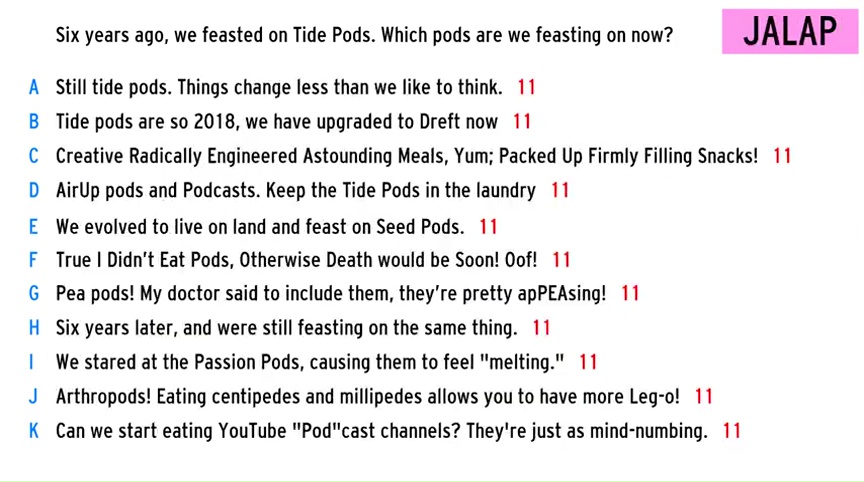 Six years ago, we feasted on Tide Pods. Which pods are we feasting on now?
JALAP
A Still tide pods. Things change less than we like to think. 11
B Tide pods are so 2018, we have upgraded to Dreft now 11
C Creative Radically Engineered Astounding Meals, Yum; Packed Up Firmly Filling Snacks! 11
D AirUp pods and Podcasts. Keep the Tide Pods in the laundry 11
E We evolved to live on land and feast on Seed Pods. 11
F True I Didn't Eat Pods, Otherwise Death would be Soon! Oof! 11
G Pea pods! My doctor said to include them, they're pretty apPEAsing! 11
H Six years later, and were still feasting on the same thing. 11
I We stared at the Passion Pods, causing them to feel "melting." 11
J Arthropods! Eating centipedes and millipedes allows you to have more Leg-o! 11
K Can we start eating YouTube "Pod"cast channels? They're just as mind-numbing. 11